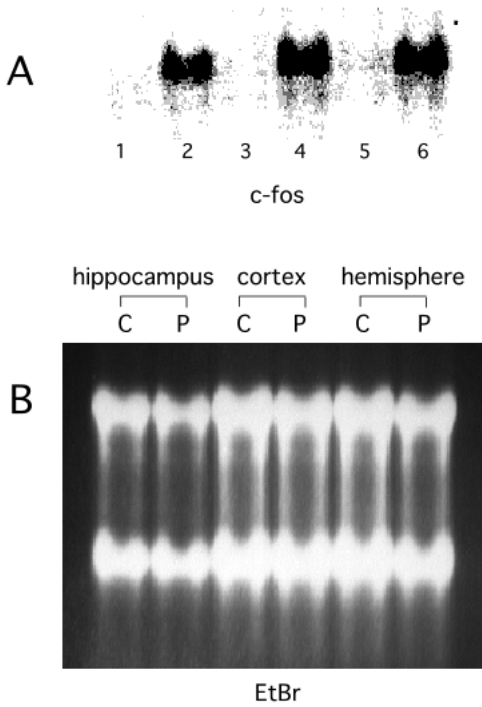 A
1 2 3 4 5 6
c-fos
hippocampus cortex hemisphere
C P C P C P
B
EtBr